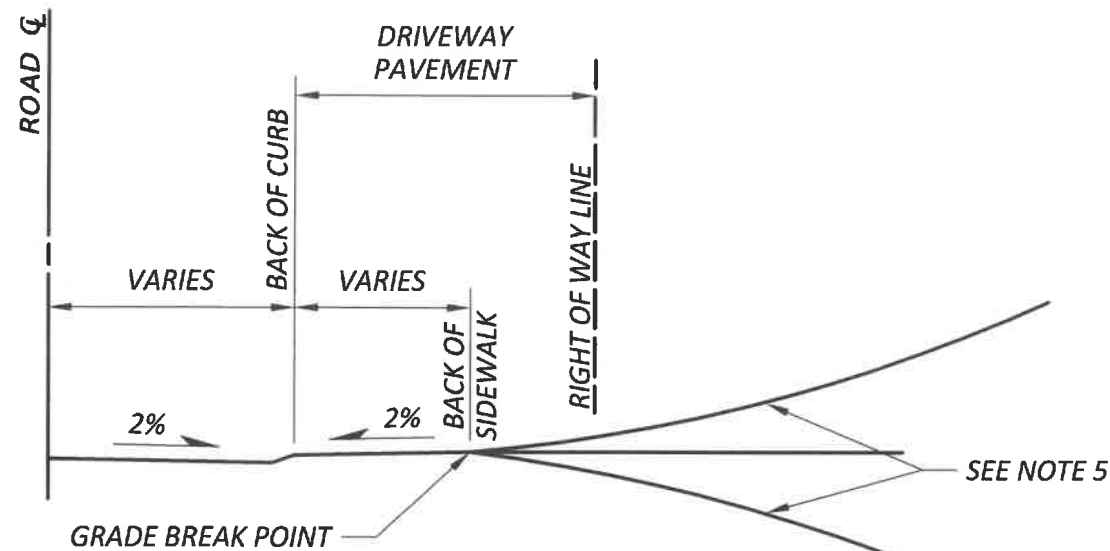 ROAD ℄
DRIVEWAY
PAVEMENT
BACK OF CURB
RIGHT OF WAY LINE
VARIES
VARIES
BACK OF
SIDEWALK
2%
2%
SEE NOTE 5
GRADE BREAK POINT